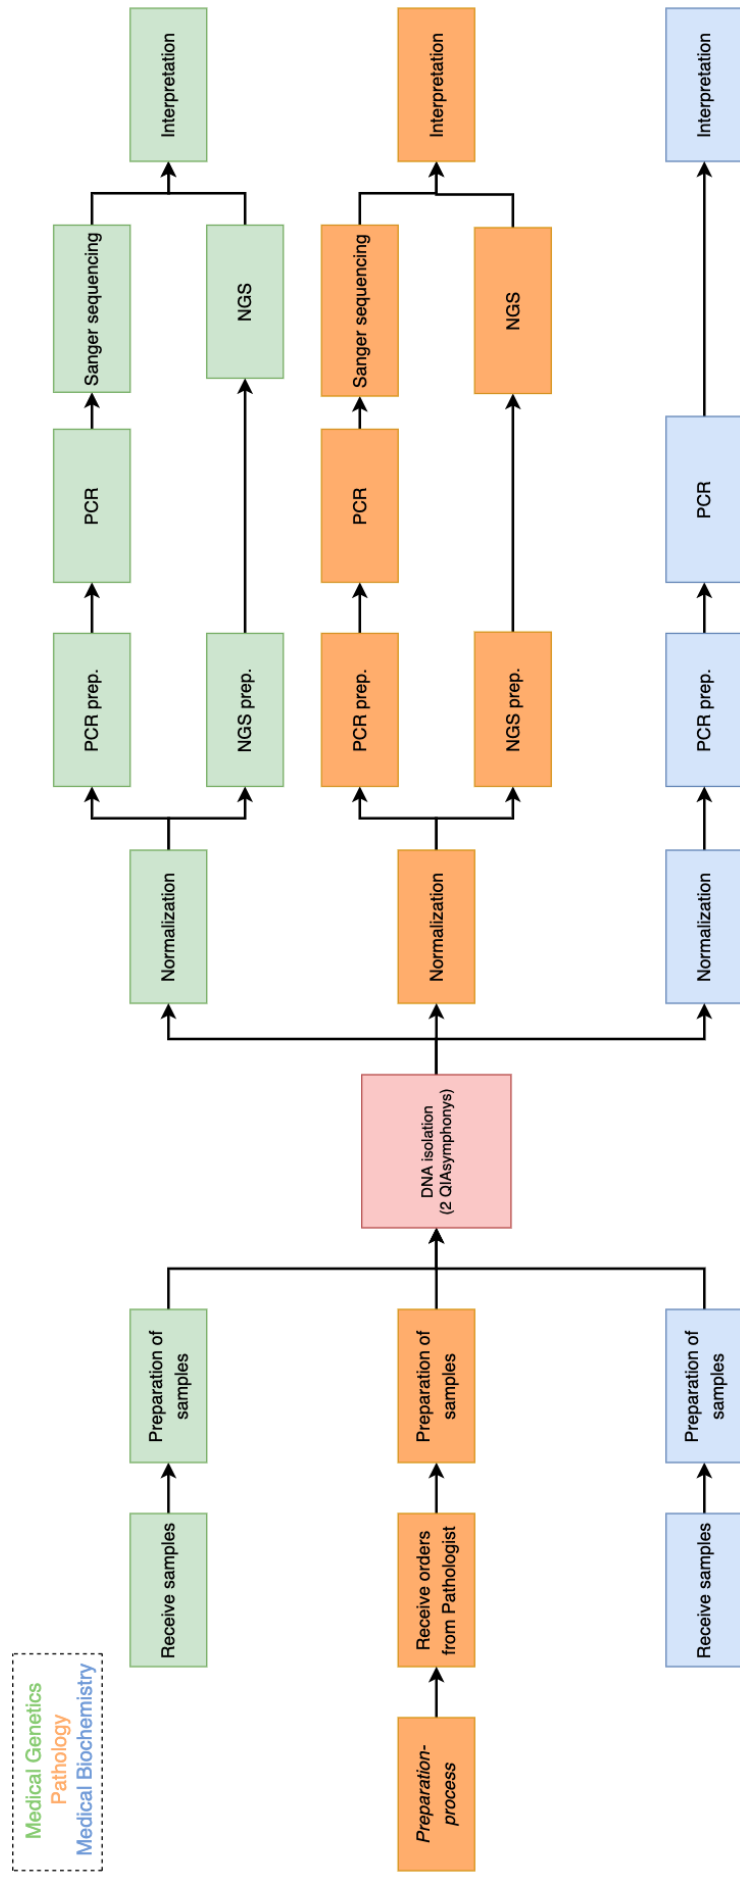 Medical Genetics
Pathology
Medical Biochemistry
Receive samples
Preparation of
samples
Normalization
PCR prep.
PCR
Sanger sequencing
NGS prep.
NGS
Interpretation
Preparation-
process
Receive orders
from Pathologist
Preparation of
samples
DNA isolation
(2 QIAsymphonys)
Normalization
PCR prep.
PCR
Sanger sequencing
NGS prep.
NGS
Interpretation
Receive samples
Preparation of
samples
Normalization
PCR prep.
PCR
Interpretation